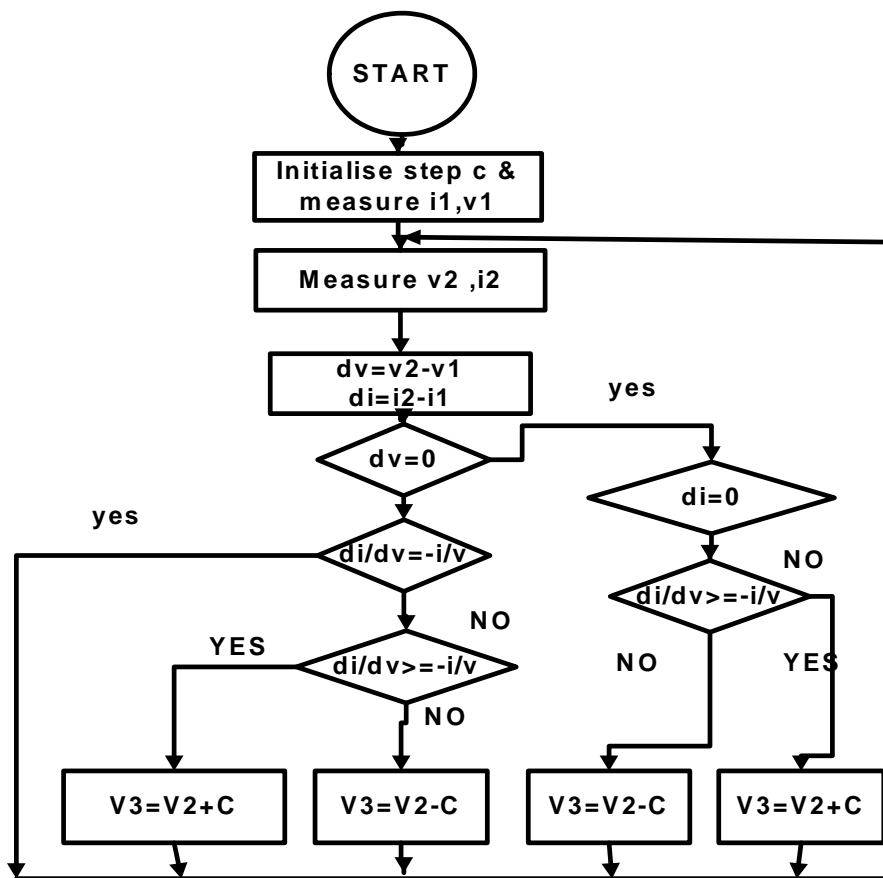 START
Initialise step c &
measure i1,v1
Measure v2 ,i2
dv=v2-v1
di=i2-i1
yes
dv=0
di=0
yes
di/dv=-i/v
NO
di/dv>=-i/v
NO
YES
di/dv>=-i/v
NO
YES
NO
V3=V2+C
V3=V2-C
V3=V2-C
V3=V2+C